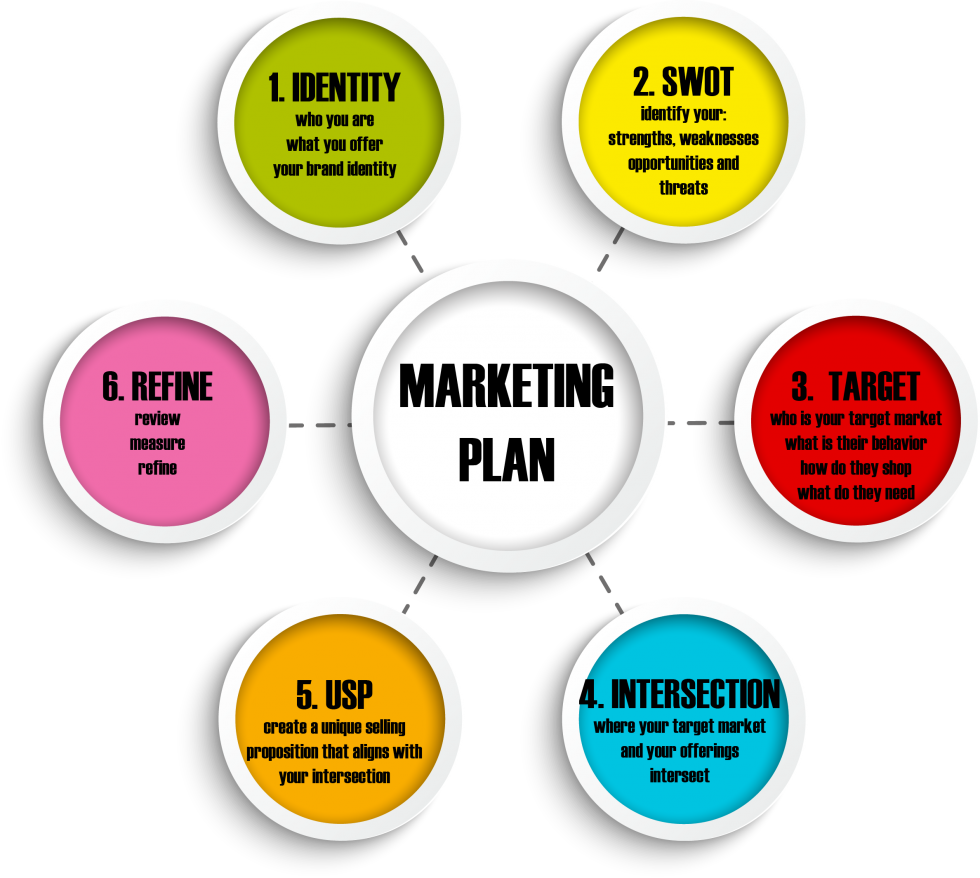 1. IDENTITY
who you are
what you offer
your brand identity
2. SWOT
identify your:
strengths, weaknesses
opportunities and
threats
6. REFINE
review
measure
refine
MARKETING
PLAN
3. TARGET
who is your target market
what is their behavior
how do they shop
what do they need
5. USP
create a unique selling
proposition that aligns with
your intersection
4. INTERSECTION
where your target market
and your offerings
intersect